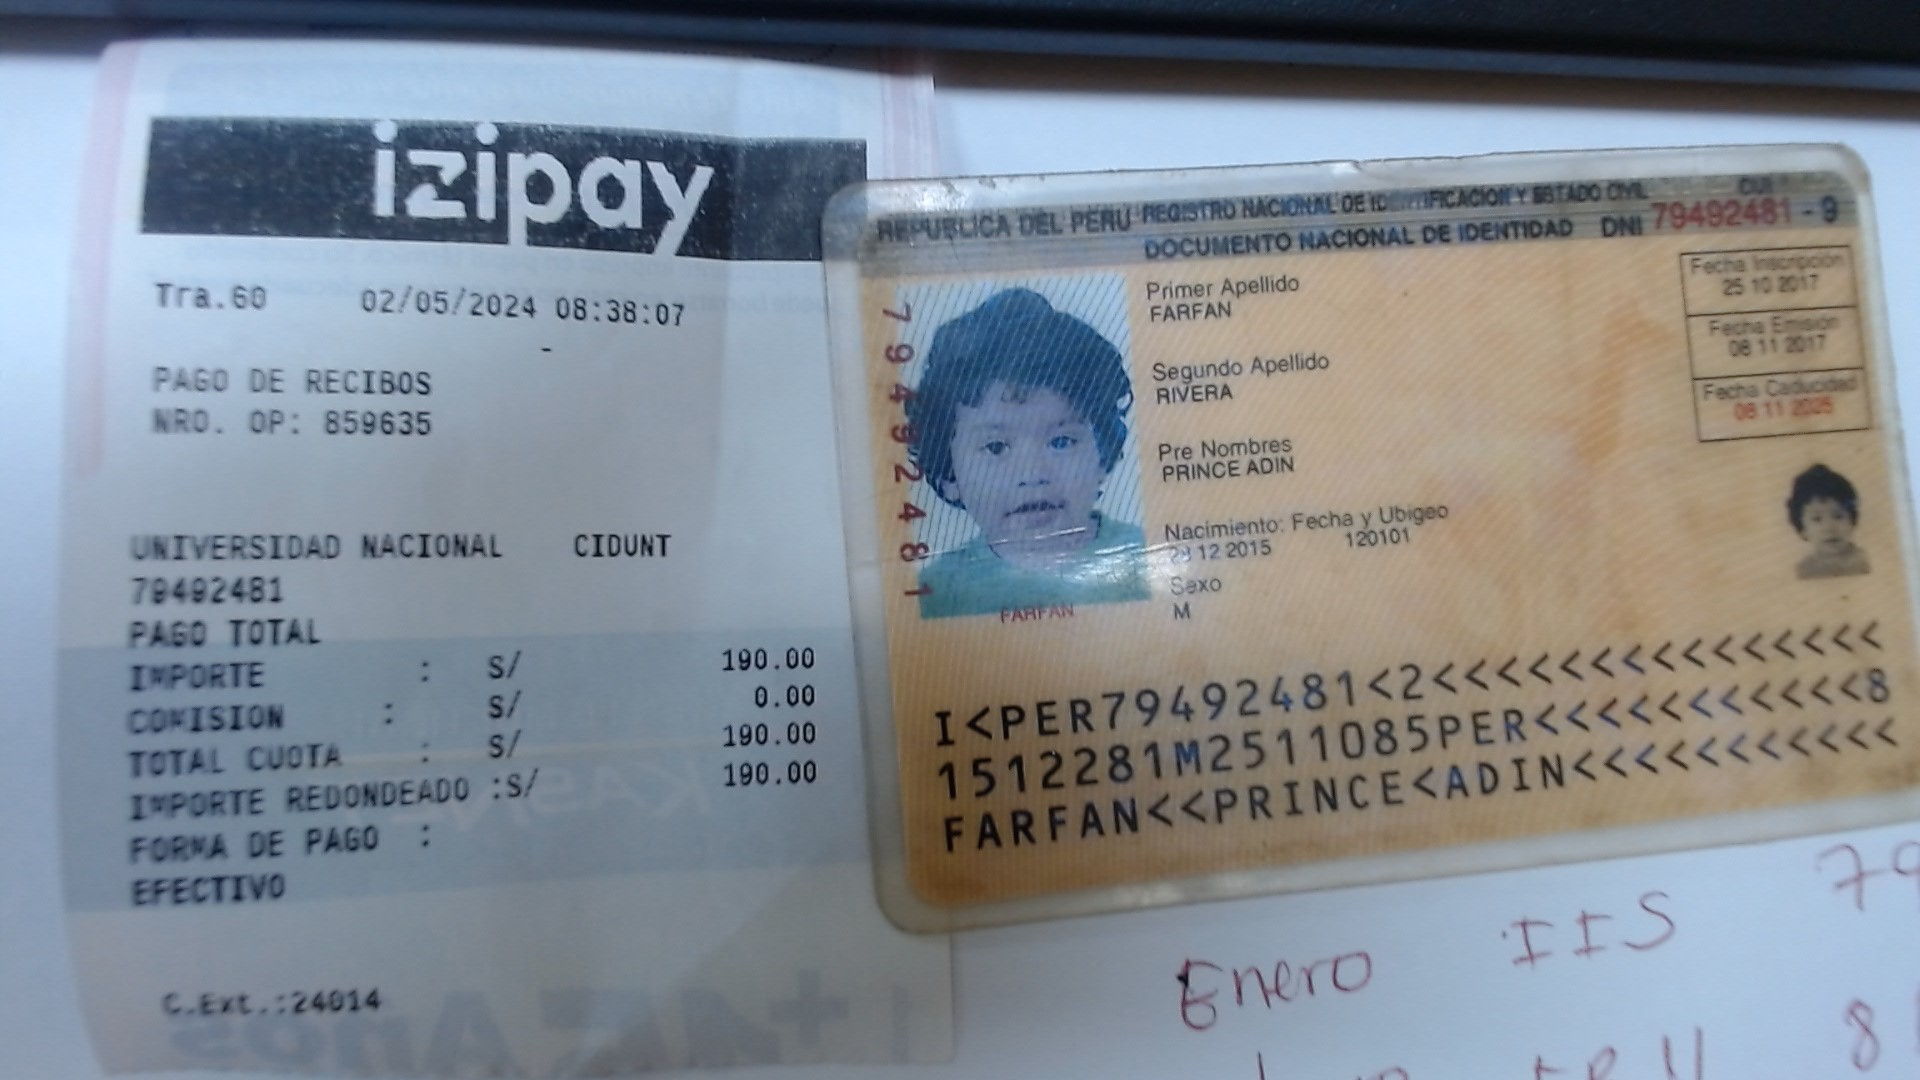 izipay
Tra.60 02/05/2024 08:38:07
-
PAGO DE RECIBOS
NRO. OP: 859635
UNIVERSIDAD NACIONAL CIDUNT
79492481
PAGO TOTAL
IMPORTE : S/ 190.00
COMISION : S/ 0.00
TOTAL CUOTA : S/ 190.00
IMPORTE REDONDEADO :S/ 190.00
FORMA DE PAGO :
EFECTIVO
C.Ext.:24014
REPUBLICA DEL PERU REGISTRO NACIONAL DE IDENTIFICACION Y ESTADO CIVIL CUI
DOCUMENTO NACIONAL DE IDENTIDAD DNI 79492481 - 9
79492481
Primer Apellido
FARFAN
Segundo Apellido
RIVERA
Pre Nombres
PRINCE ADIN
Nacimiento: Fecha y Ubigeo
28 12 2015 120101
Sexo
M
FARFAN
Fecha Inscripción
25 10 2017
Fecha Emisión
08 11 2017
Fecha Caducidad
08 11 2025
I<PER79492481<2<<<<<<<<<<<<<<<
1512281M2511085PER<<<<<<<<<<<8
FARFAN<<PRINCE<ADIN<<<<<<<<<<<
Enero IIS 79